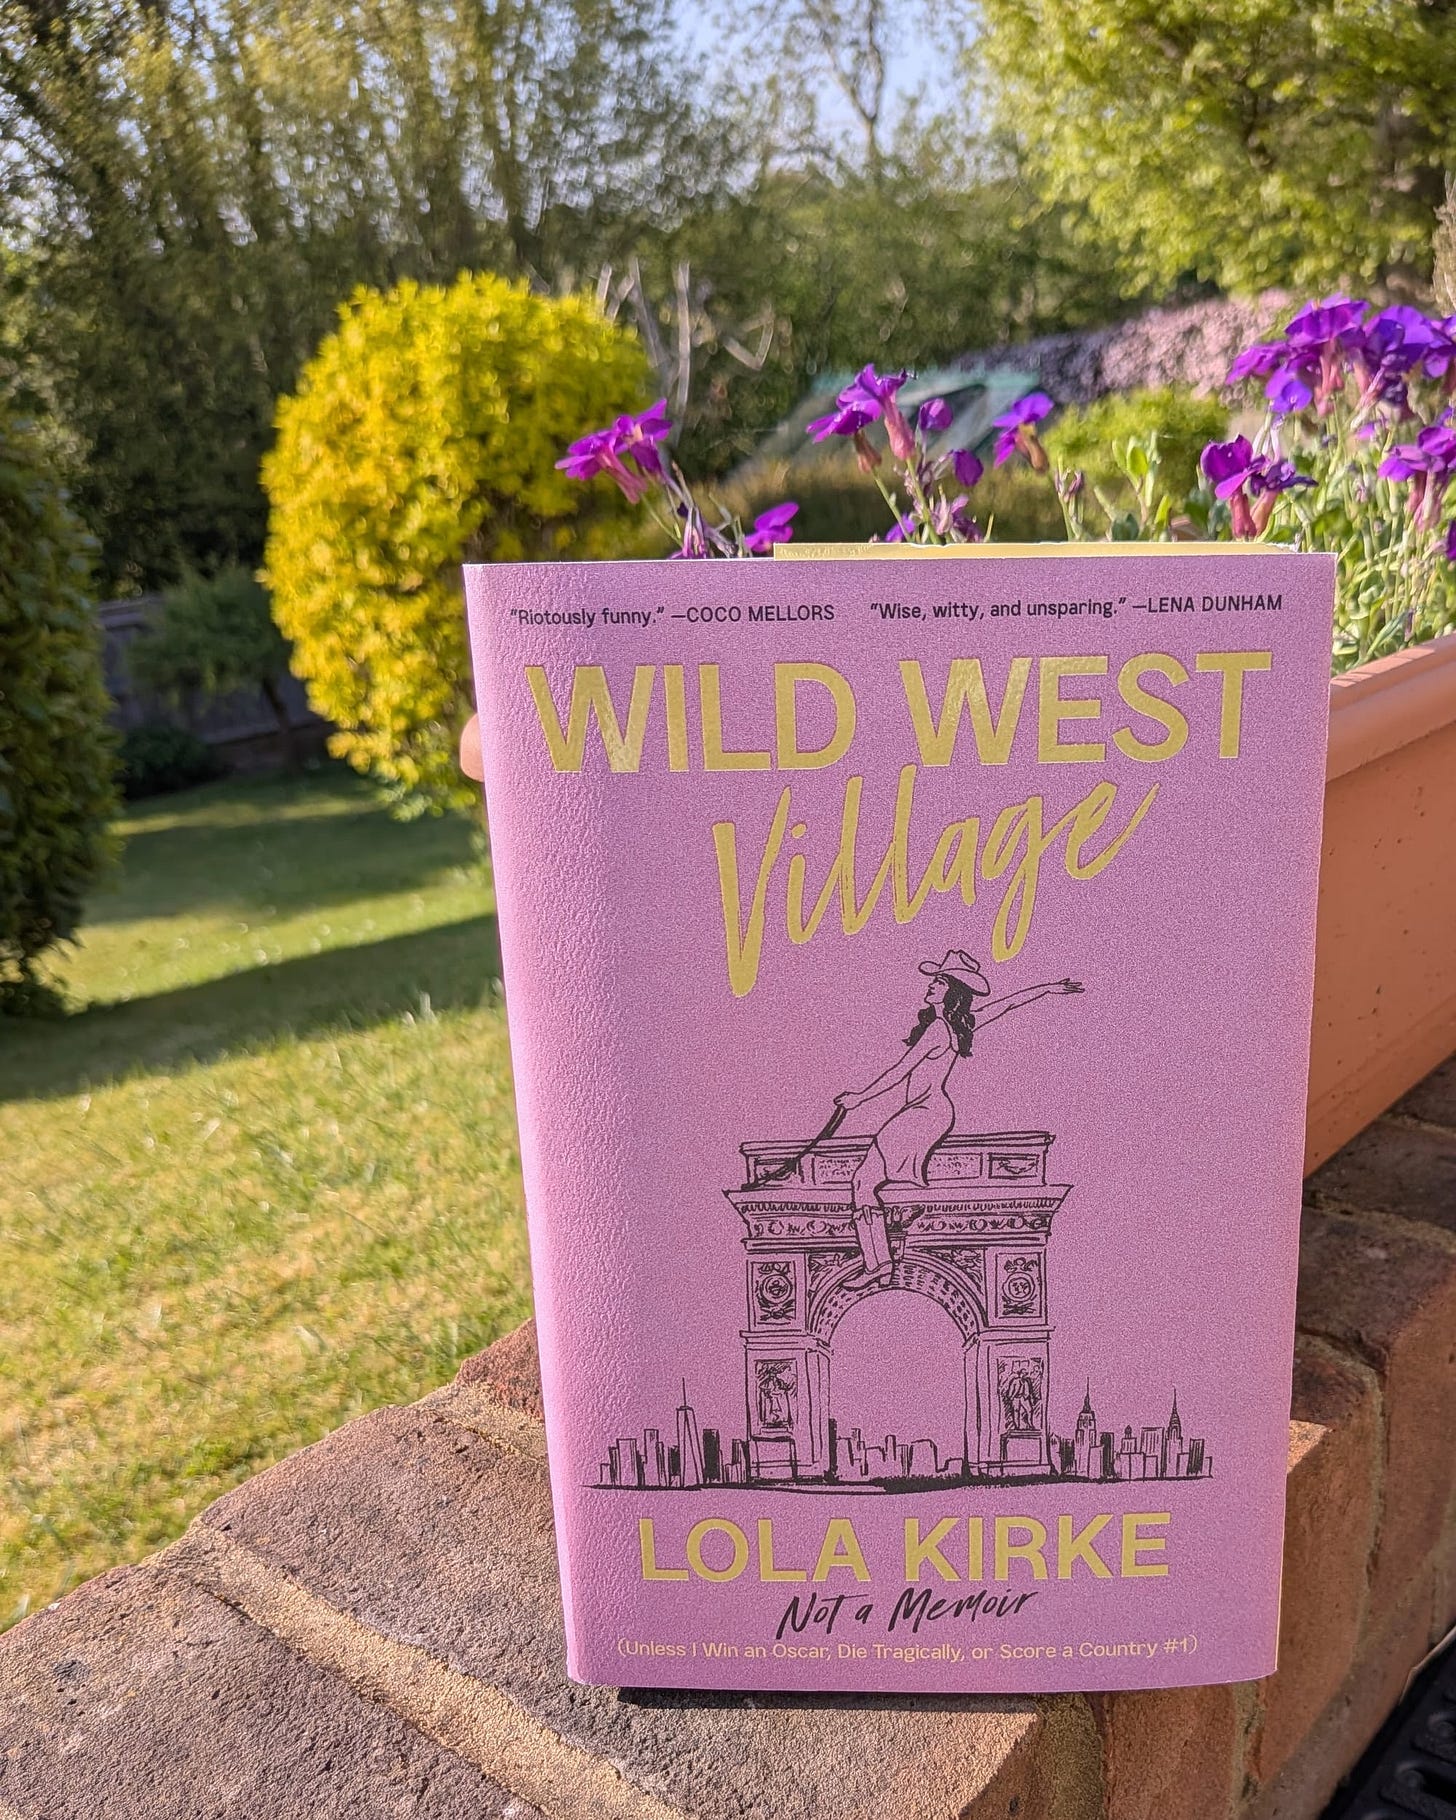 "Riotously funny." —COCO MELLORS "Wise, witty, and unsparing." —LENA DUNHAM
WILD WEST
Village
LOLA KIRKE
Not a Memoir
(Unless I Win an Oscar, Die Tragically, or Score a Country #1)